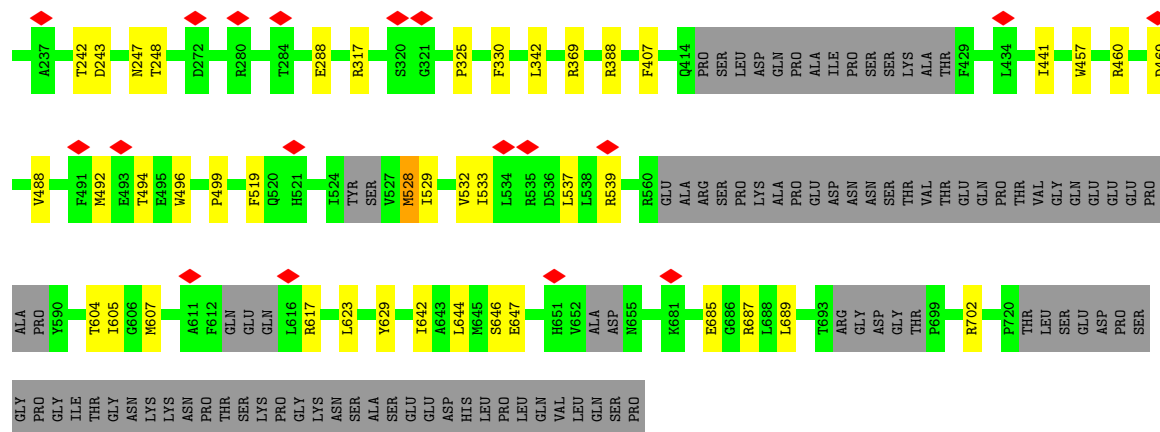 A237 T242 D243 N247 T248 D272 R280 T284 E288 R317 S320 G321 P325 F330 L342 R369 R388 F407 Q414 PRO SER LEU ASP GLN PRO ALA ILE PRO SER SER LYS ALA THR F429 L434 I441 W457 R460
V488 F491 M492 E493 T494 E495 W496 P499 F519 Q520 H521 I524 TYR SER V527 M528 I529 V532 I533 L534 R535 D536 L537 L538 R539 R560 GLU ALA ARG SER PRO LYS ALA PRO GLU ASP ASN ASN SER THR VAL THR GLU GLN PRO THR VAL GLY GLN GLU GLU GLU PRO
ALA PRO Y590 T604 I605 G606 M607 A611 F612 GLN GLU GLN L616 R617 L623 Y629 I642 A643 L644 M645 S646 E647 H651 V652 ALA ASP N655 K681 E685 G686 R687 L688 L689 T693 ARG GLY ASP GLY THR P699 R702 P720 THR LEU SER GLU ASP PRO SER
GLY PRO GLY ILE THR GLY ASN LYS LYS ASN PRO THR SER LYS PRO GLY LYS ASN SER ALA SER GLU GLU ASP HIS LEU PRO LEU GLN VAL LEU GLN SER PRO